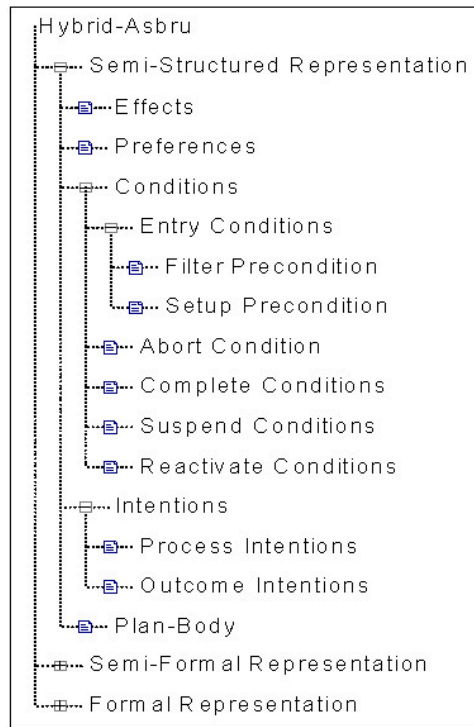 Hybrid-Asbru
Semi-Structured Representation
Effects
Preferences
Conditions
Entry Conditions
Filter Precondition
Setup Precondition
Abort Condition
Complete Conditions
Suspend Conditions
Reactivate Conditions
Intentions
Process Intentions
Outcome Intentions
Plan-Body
Semi-Formal Representation
Formal Representation